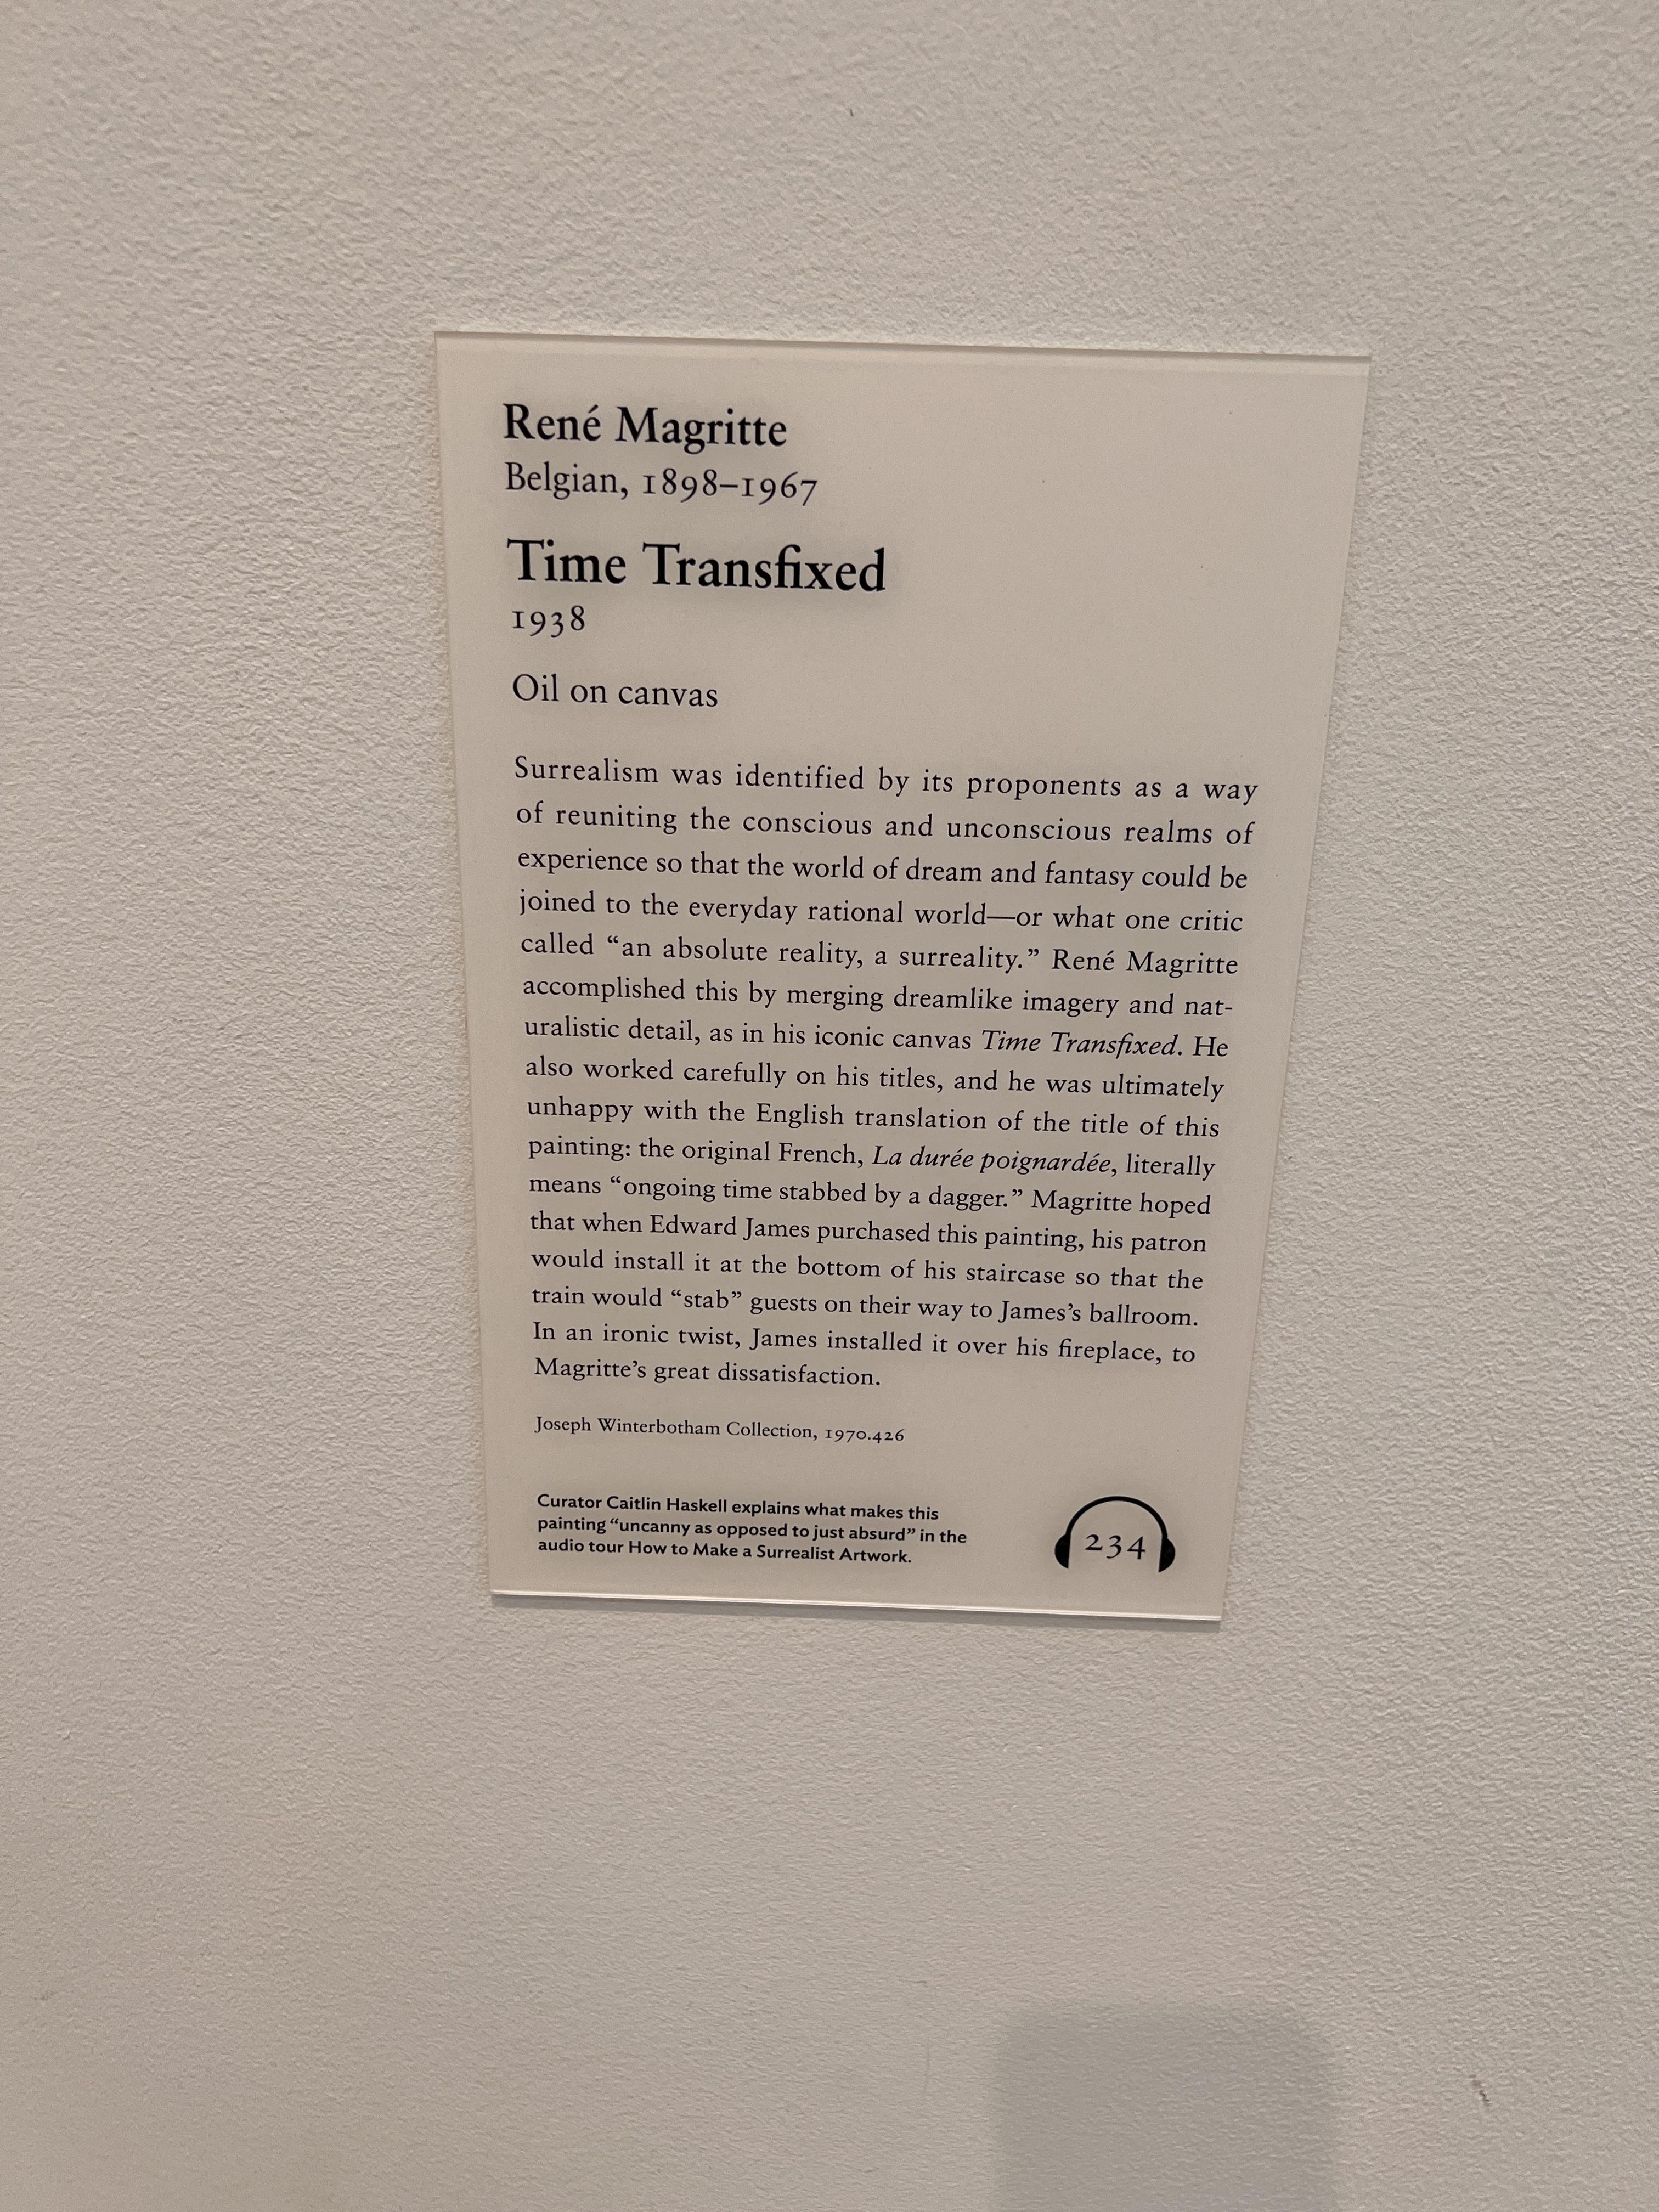 René Magritte
Belgian, 1898–1967
Time Transfixed
1938
Oil on canvas
Surrealism was identified by its proponents as a way
of reuniting the conscious and unconscious realms of
experience so that the world of dream and fantasy could be
joined to the everyday rational world—or what one critic
called “an absolute reality, a surreality.” René Magritte
accomplished this by merging dreamlike imagery and nat-
uralistic detail, as in his iconic canvas Time Transfixed. He
also worked carefully on his titles, and he was ultimately
unhappy with the English translation of the title of this
painting: the original French, La durée poignardée, literally
means “ongoing time stabbed by a dagger.” Magritte hoped
that when Edward James purchased this painting, his patron
would install it at the bottom of his staircase so that the
train would “stab” guests on their way to James’s ballroom.
In an ironic twist, James installed it over his fireplace, to
Magritte’s great dissatisfaction.
Joseph Winterbotham Collection, 1970.426
Curator Caitlin Haskell explains what makes this
painting “uncanny as opposed to just absurd” in the
audio tour How to Make a Surrealist Artwork.
234